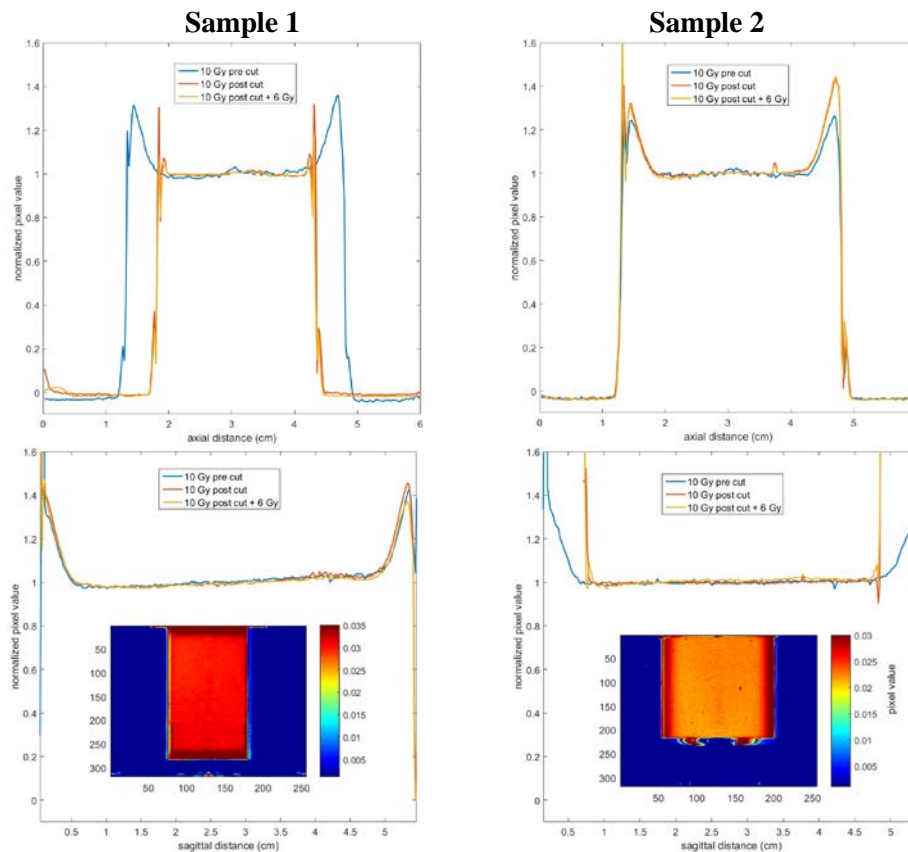 Sample 1
Sample 2
1.6
1.4
1.2
1
0.8
0.6
0.4
0.2
0
normalized pixel value
10 Gy pre cut
10 Gy post cut
10 Gy post cut + 6 Gy
0 1 2 3 4 5 6
axial distance (cm)
1.6
1.4
1.2
1
0.8
0.6
0.4
0.2
0
normalized pixel value
10 Gy pre cut
10 Gy post cut
10 Gy post cut + 6 Gy
0 1 2 3 4 5
axial distance (cm)
1.6
1.4
1.2
1
0.8
0.6
0.4
0.2
0
normalized pixel value
10 Gy pre cut
10 Gy post cut
10 Gy post cut + 6 Gy
50
100
150
200
250
300
50 100 150 200 250
0.035
0.030
0.025
0.020
0.015
0.010
0.005
0.5 1 1.5 2 2.5 3 3.5 4 4.5 5
sagittal distance (cm)
1.6
1.4
1.2
1
0.8
0.6
0.4
0.2
0
normalized pixel value
10 Gy pre cut
10 Gy post cut
10 Gy post cut + 6 Gy
50
100
150
200
250
300
50 100 150 200 250
0.03
0.025
0.020
0.015
0.010
0.005
pixel value
0.5 1 1.5 2 2.5 3 3.5 4 4.5 5
sagittal distance (cm)